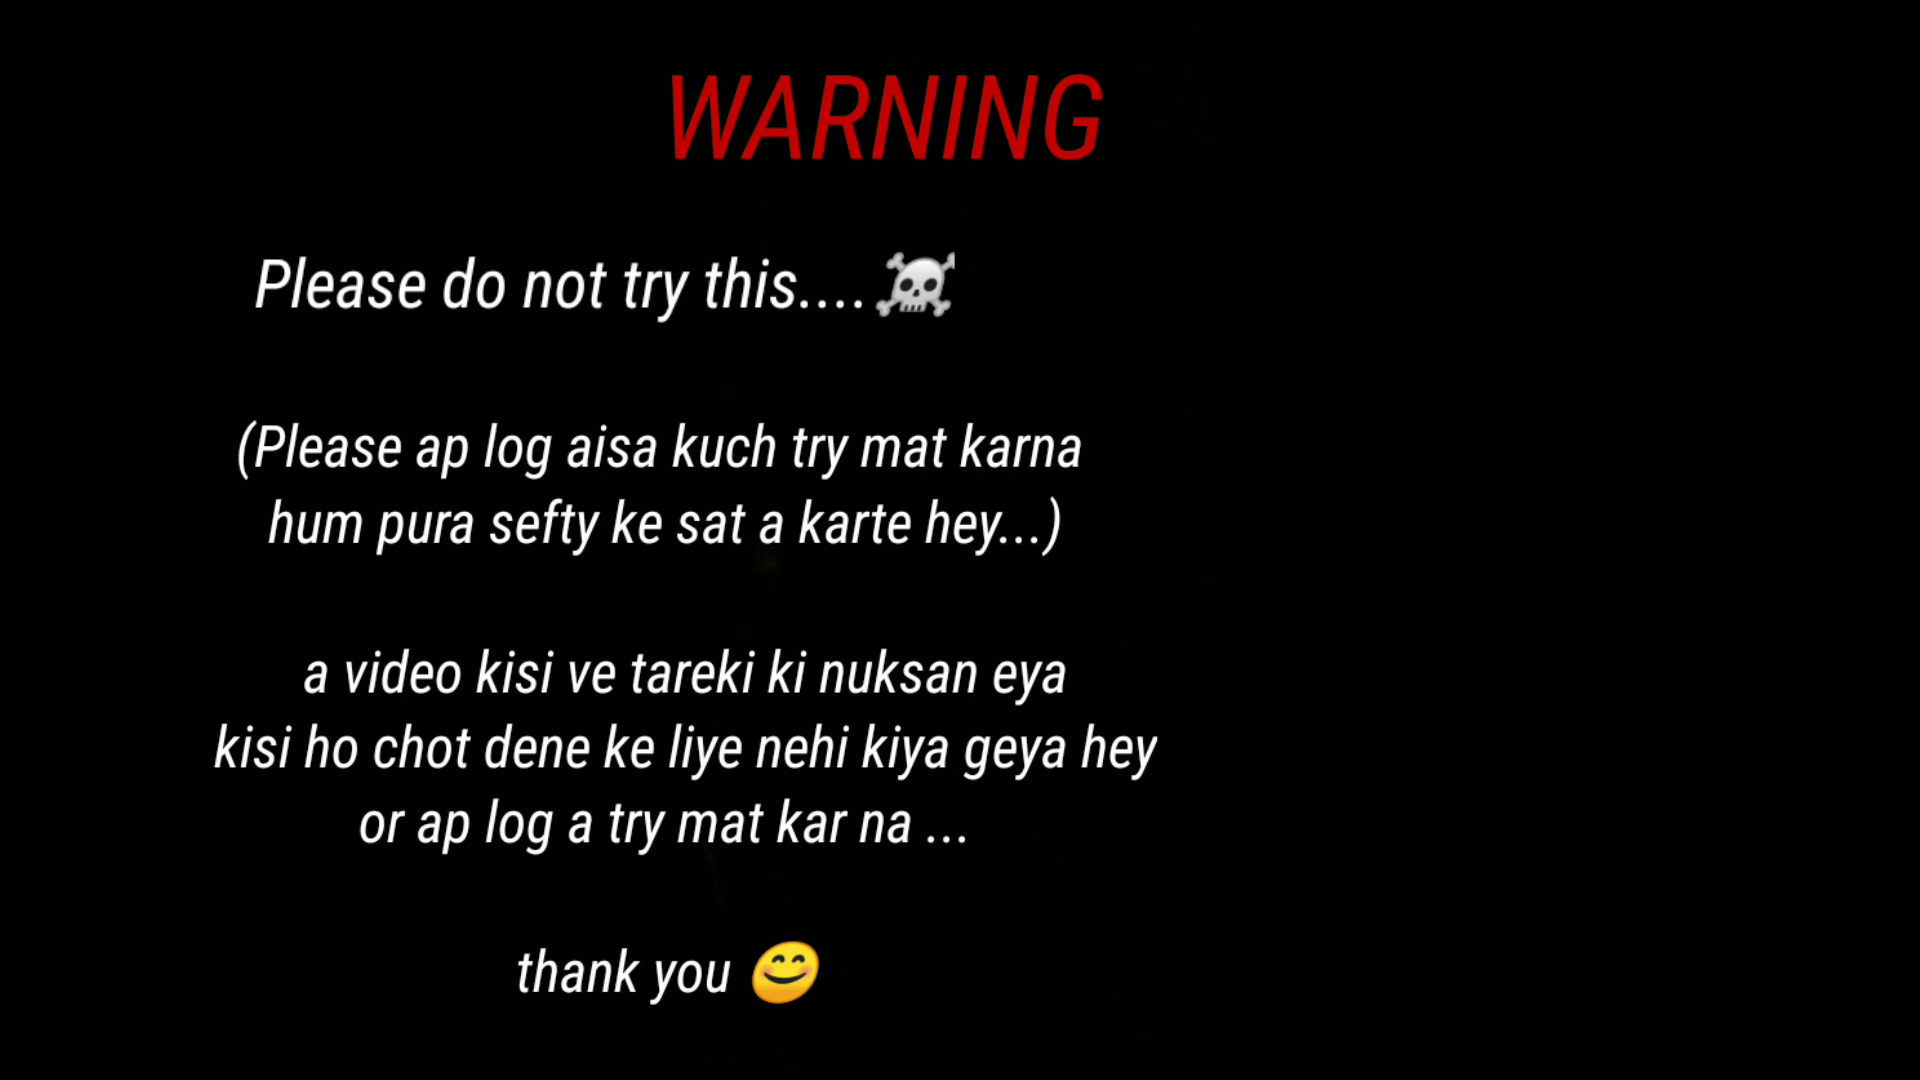 WARNING
Please do not try this....☠️
(Please ap log aisa kuch try mat karna
hum pura sefty ke sat a karte hey...)
a video kisi ve tareki ki nuksan eya
kisi ho chot dene ke liye nehi kiya geya hey
or ap log a try mat kar na ...
thank you 😊